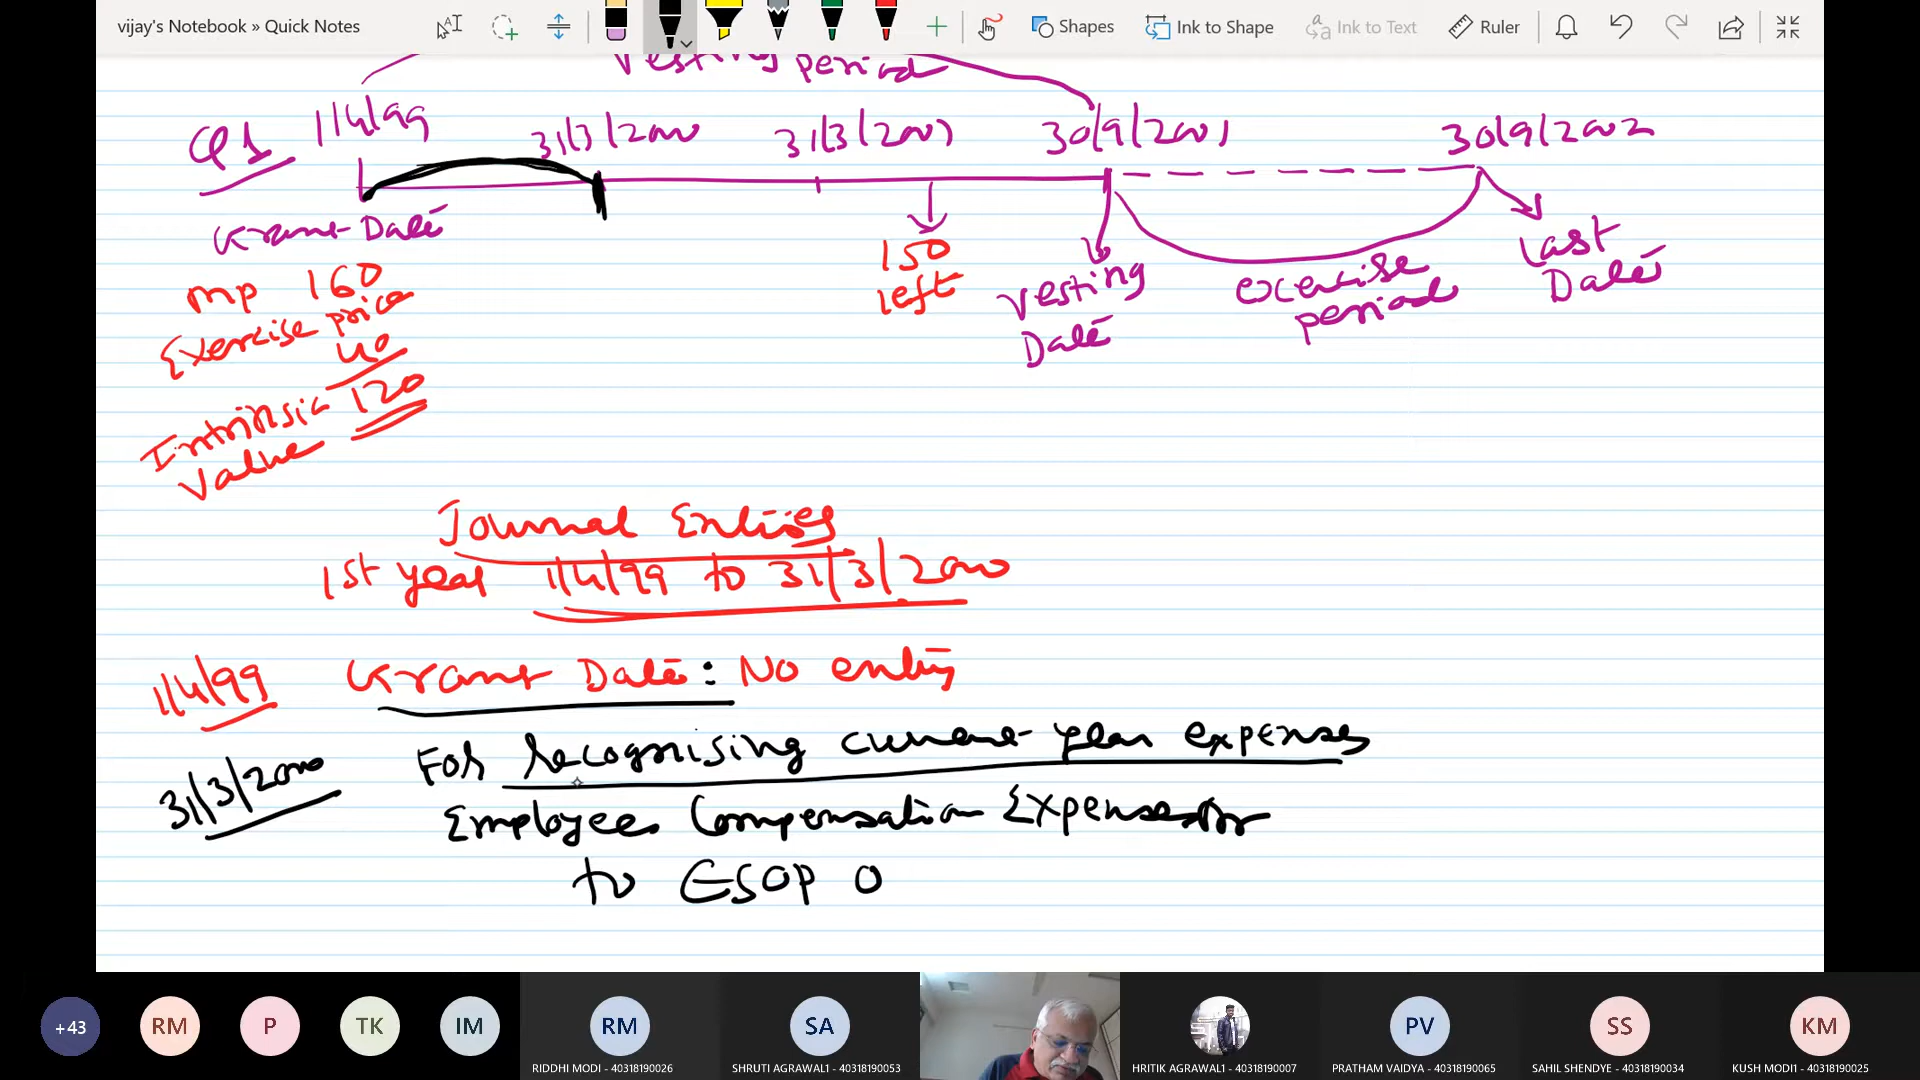 vijay's Notebook » Quick Notes
Shapes
Ink to Shape
Ink to Text
Ruler
Vesting period
Q1
1/4/99
31/3/2000
31/3/2001
30/9/2001
30/9/2002
Grant Date
150
left
Vesting
Date
excercise
period
Last
Date
mp 160
Exercise price
40
Intrinsic 120
Value
Journal Entries
1st year 1/4/99 to 31/3/2000
1/4/99 Grant Date: No entry
31/3/2000 For recognising current year expenses
Employees Compensation Expenses Dr
to ESOP O
+43
RM
P
TK
IM
RM
SA
PV
SS
KM
RIDDHI MODI - 40318190026
SHRUTI AGRAWAL1 - 40318190053
HRITIK AGRAWAL1 - 40318190007
PRATHAM VAIDYA - 40318190065
SAHIL SHENDYE - 40318190034
KUSH MODI1 - 40318190025